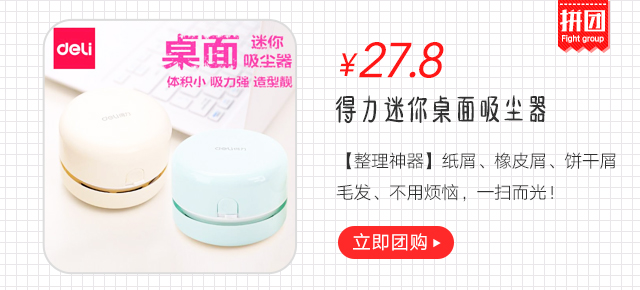 deli
桌面 迷你
吸尘器
体积小 吸力强 造型靓
拼团
Fight group
¥27.8
得力迷你桌面吸尘器
【整理神器】纸屑、橡皮屑、饼干屑
毛发、不用烦恼，一扫而光！
立即团购